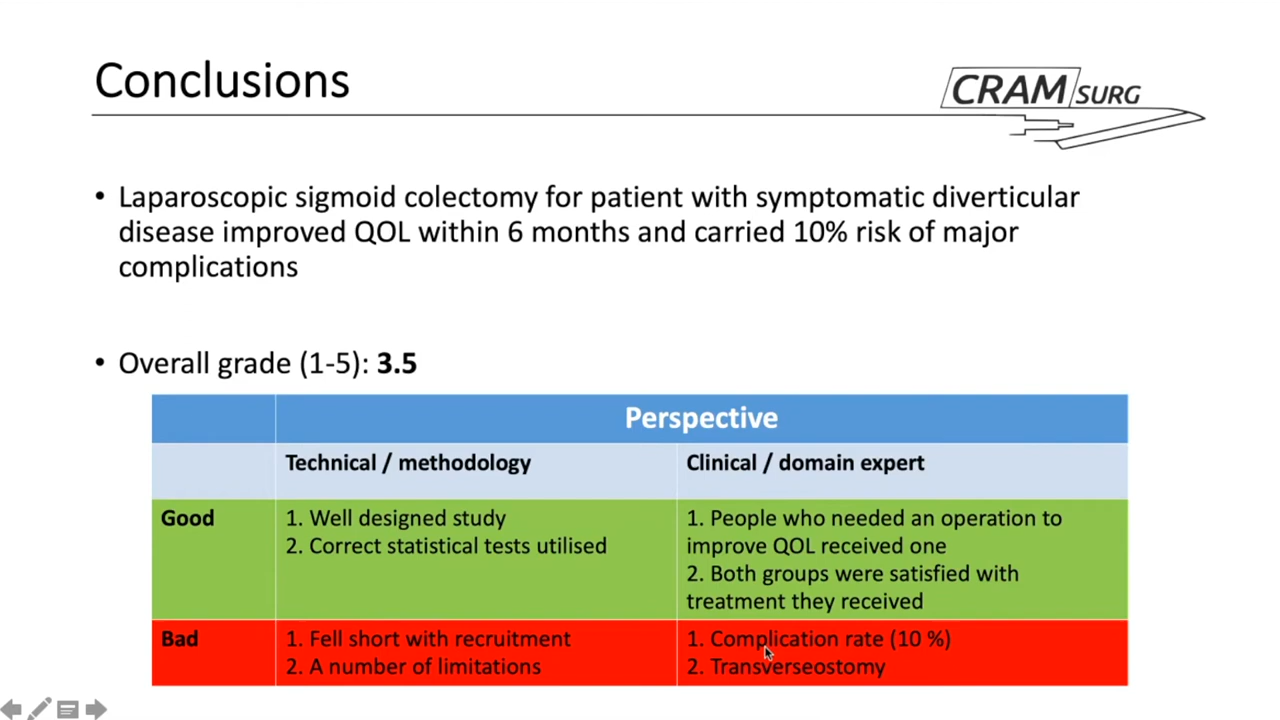 Conclusions
CRAM SURG
• Laparoscopic sigmoid colectomy for patient with symptomatic diverticular
disease improved QOL within 6 months and carried 10% risk of major
complications
• Overall grade (1-5): 3.5
Perspective
Technical / methodology
Clinical / domain expert
Good
1. Well designed study
2. Correct statistical tests utilised
1. People who needed an operation to
improve QOL received one
2. Both groups were satisfied with
treatment they received
Bad
1. Fell short with recruitment
2. A number of limitations
1. Complication rate (10 %)
2. Transverseostomy